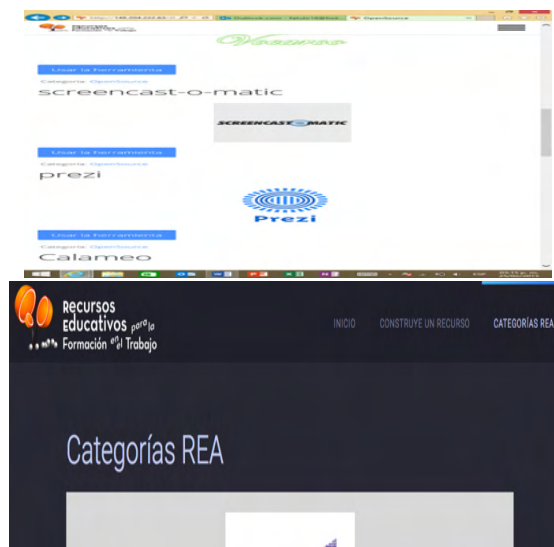 Usar la herramienta
Categoría: OpenSource
screencast-o-matic
SCREENCAST-O-MATIC
Usar la herramienta
Categoría: OpenSource
prezi
Prezi
Usar la herramienta
Categoría: OpenSource
Calameo
Recursos
Educativos para la
Formación en el Trabajo
INICIO CONSTRUYE UN RECURSO CATEGORÍAS REA
Categorías REA